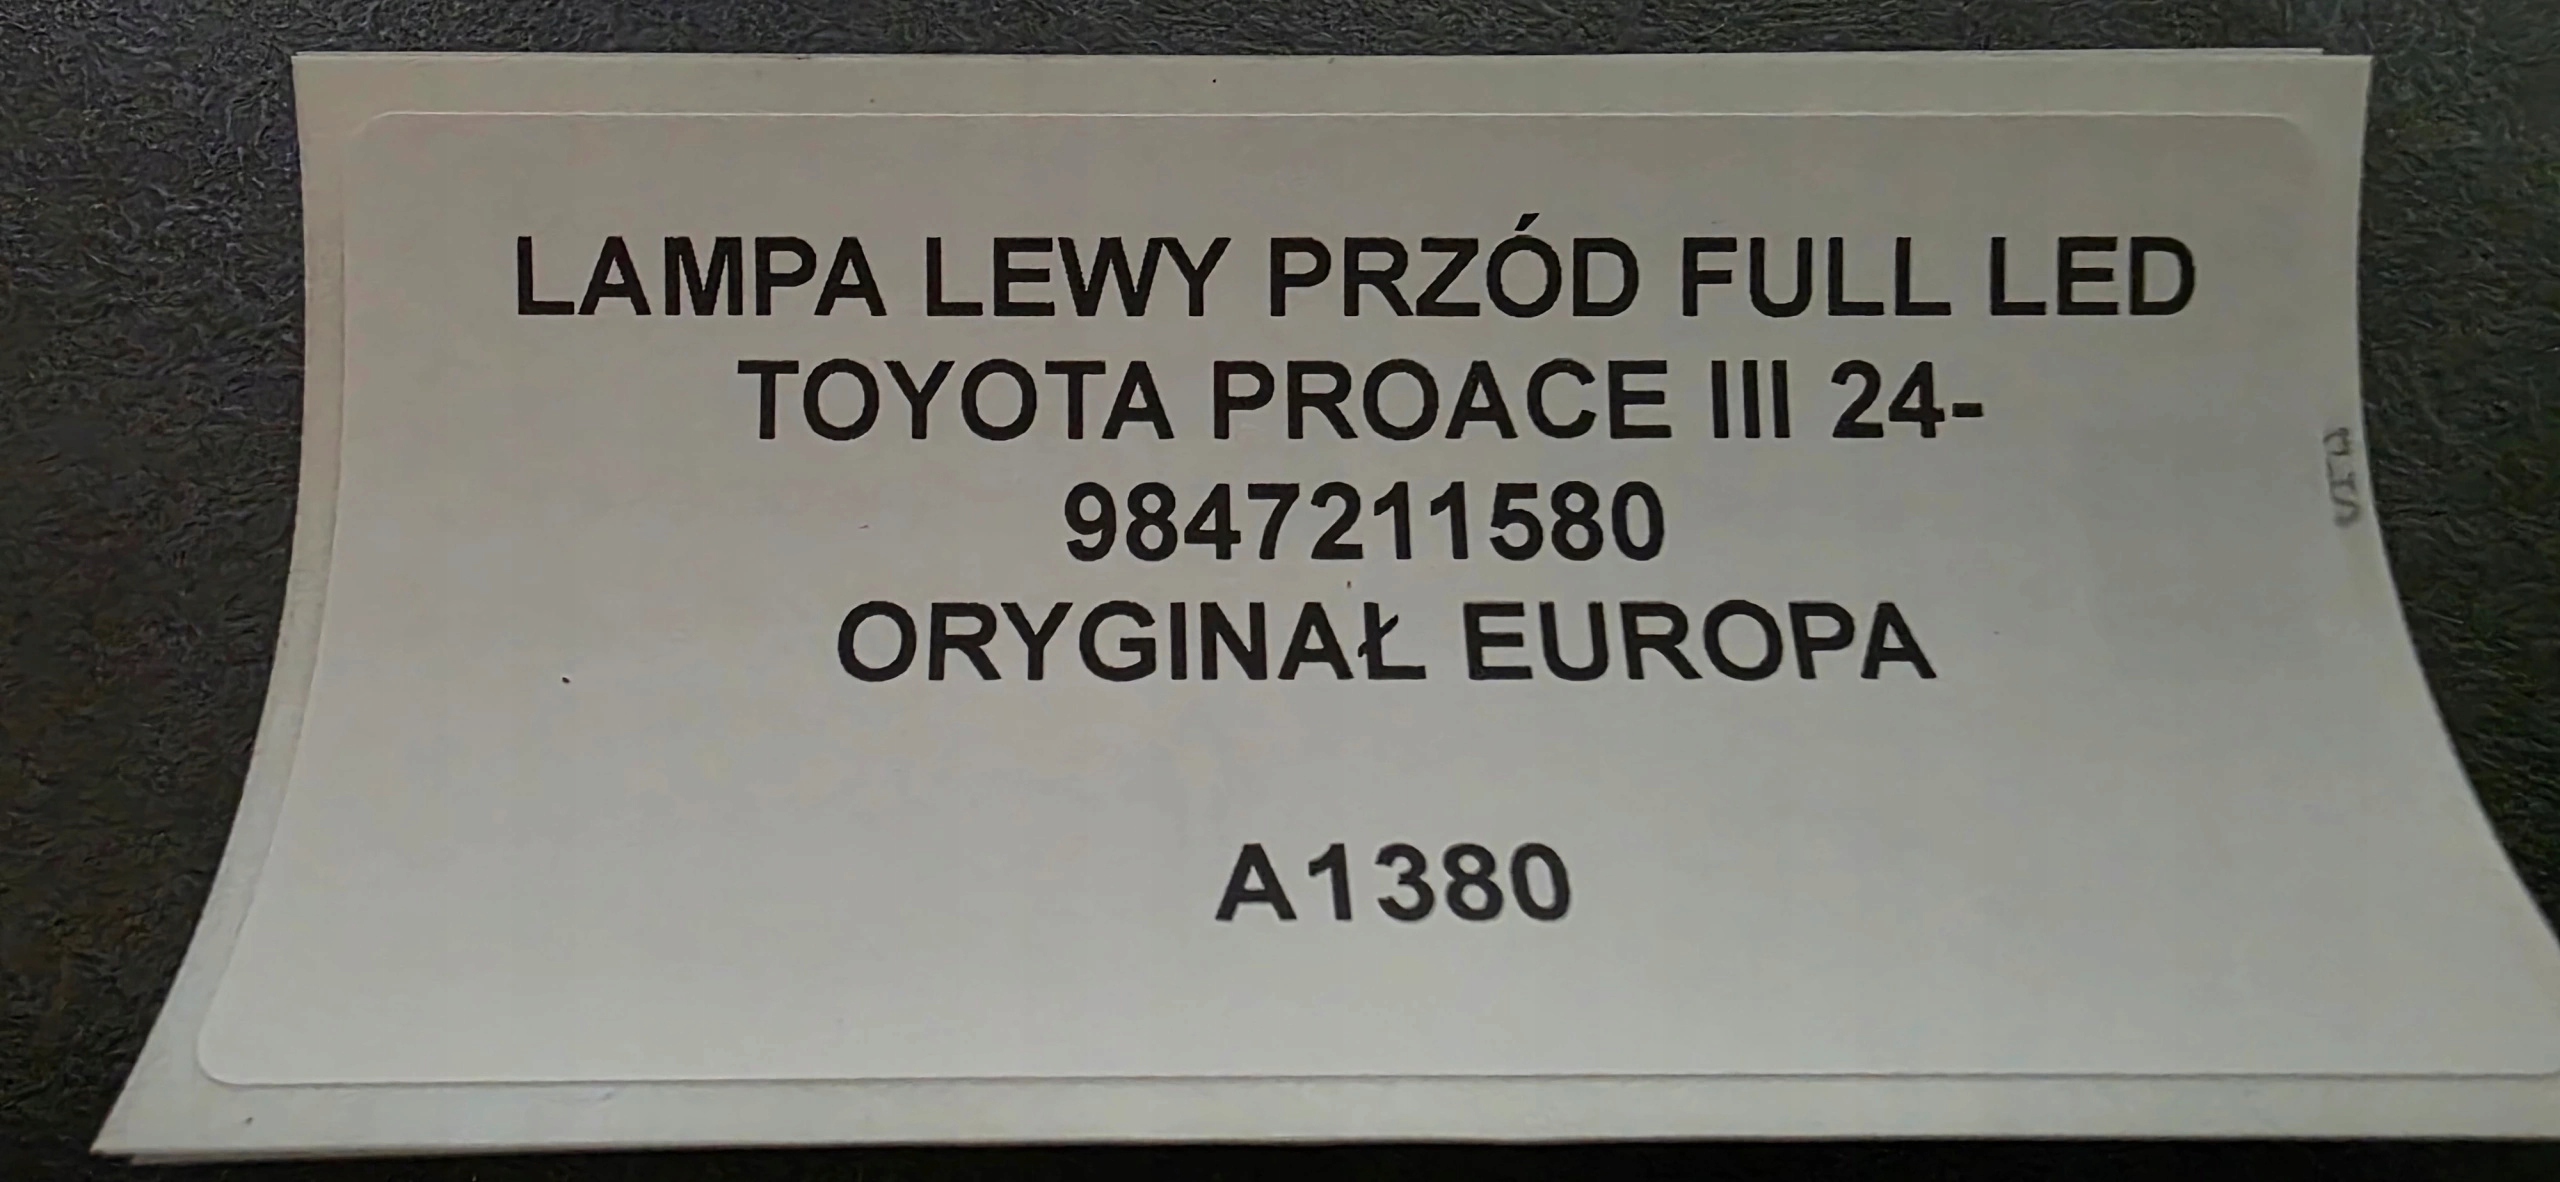 LAMPA LEWY PRZÓD FULL LED
TOYOTA PROACE III 24-
9847211580
ORYGINAŁ EUROPA
A1380